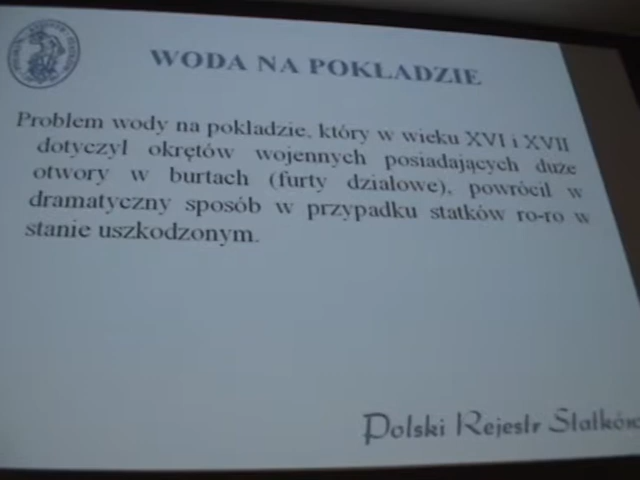 WODA NA POKŁADZIE
Problem wody na pokładzie, który w wieku XVI i XVII
dotyczył okrętów wojennych posiadających duże
otwory w burtach (furty działowe), powrócił w
dramatyczny sposób w przypadku statków ro-ro w
stanie uszkodzonym.
Polski Rejestr Statków